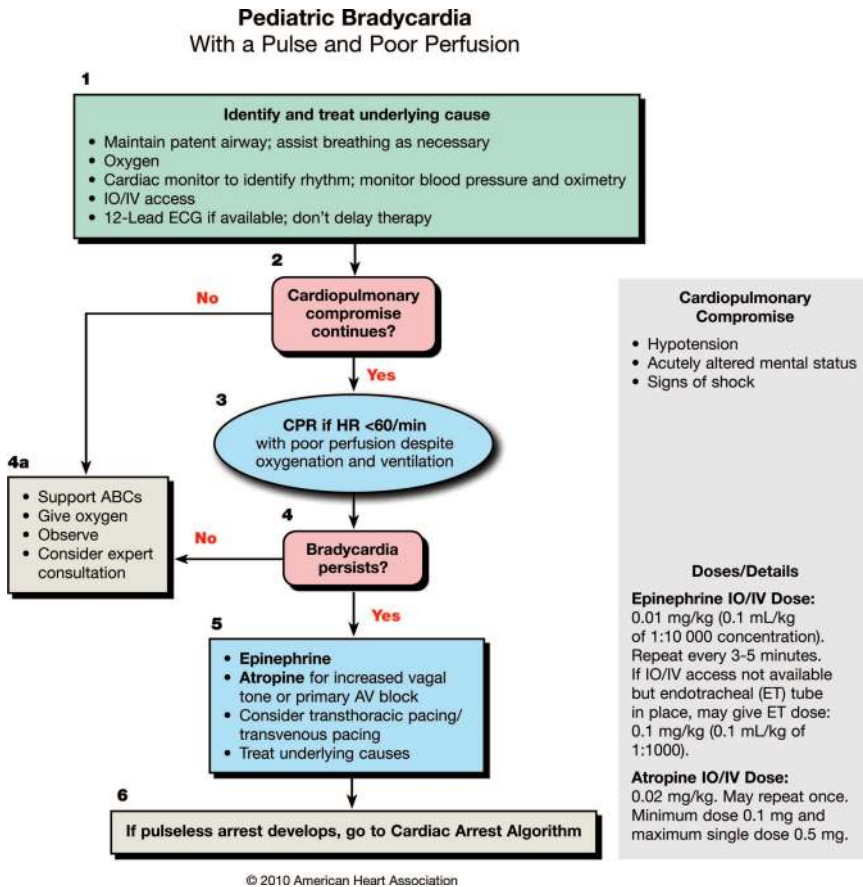 Pediatric Bradycardia
With a Pulse and Poor Perfusion
1
Identify and treat underlying cause
• Maintain patent airway; assist breathing as necessary
• Oxygen
• Cardiac monitor to identify rhythm; monitor blood pressure and oximetry
• IO/IV access
• 12-Lead ECG if available; don't delay therapy
2
Cardiopulmonary
compromise
continues?
No
Yes
3
CPR if HR <60/min
with poor perfusion despite
oxygenation and ventilation
4a
• Support ABCs
• Give oxygen
• Observe
• Consider expert
consultation
4
Bradycardia
persists?
No
Yes
5
• Epinephrine
• Atropine for increased vagal
tone or primary AV block
• Consider transthoracic pacing/
transvenous pacing
• Treat underlying causes
6
If pulseless arrest develops, go to Cardiac Arrest Algorithm
Cardiopulmonary
Compromise
• Hypotension
• Acutely altered mental status
• Signs of shock
Doses/Details
Epinephrine IO/IV Dose:
0.01 mg/kg (0.1 mL/kg
of 1:10 000 concentration).
Repeat every 3-5 minutes.
If IO/IV access not available
but endotracheal (ET) tube
in place, may give ET dose:
0.1 mg/kg (0.1 mL/kg of
1:1000).
Atropine IO/IV Dose:
0.02 mg/kg. May repeat once.
Minimum dose 0.1 mg and
maximum single dose 0.5 mg.
© 2010 American Heart Association